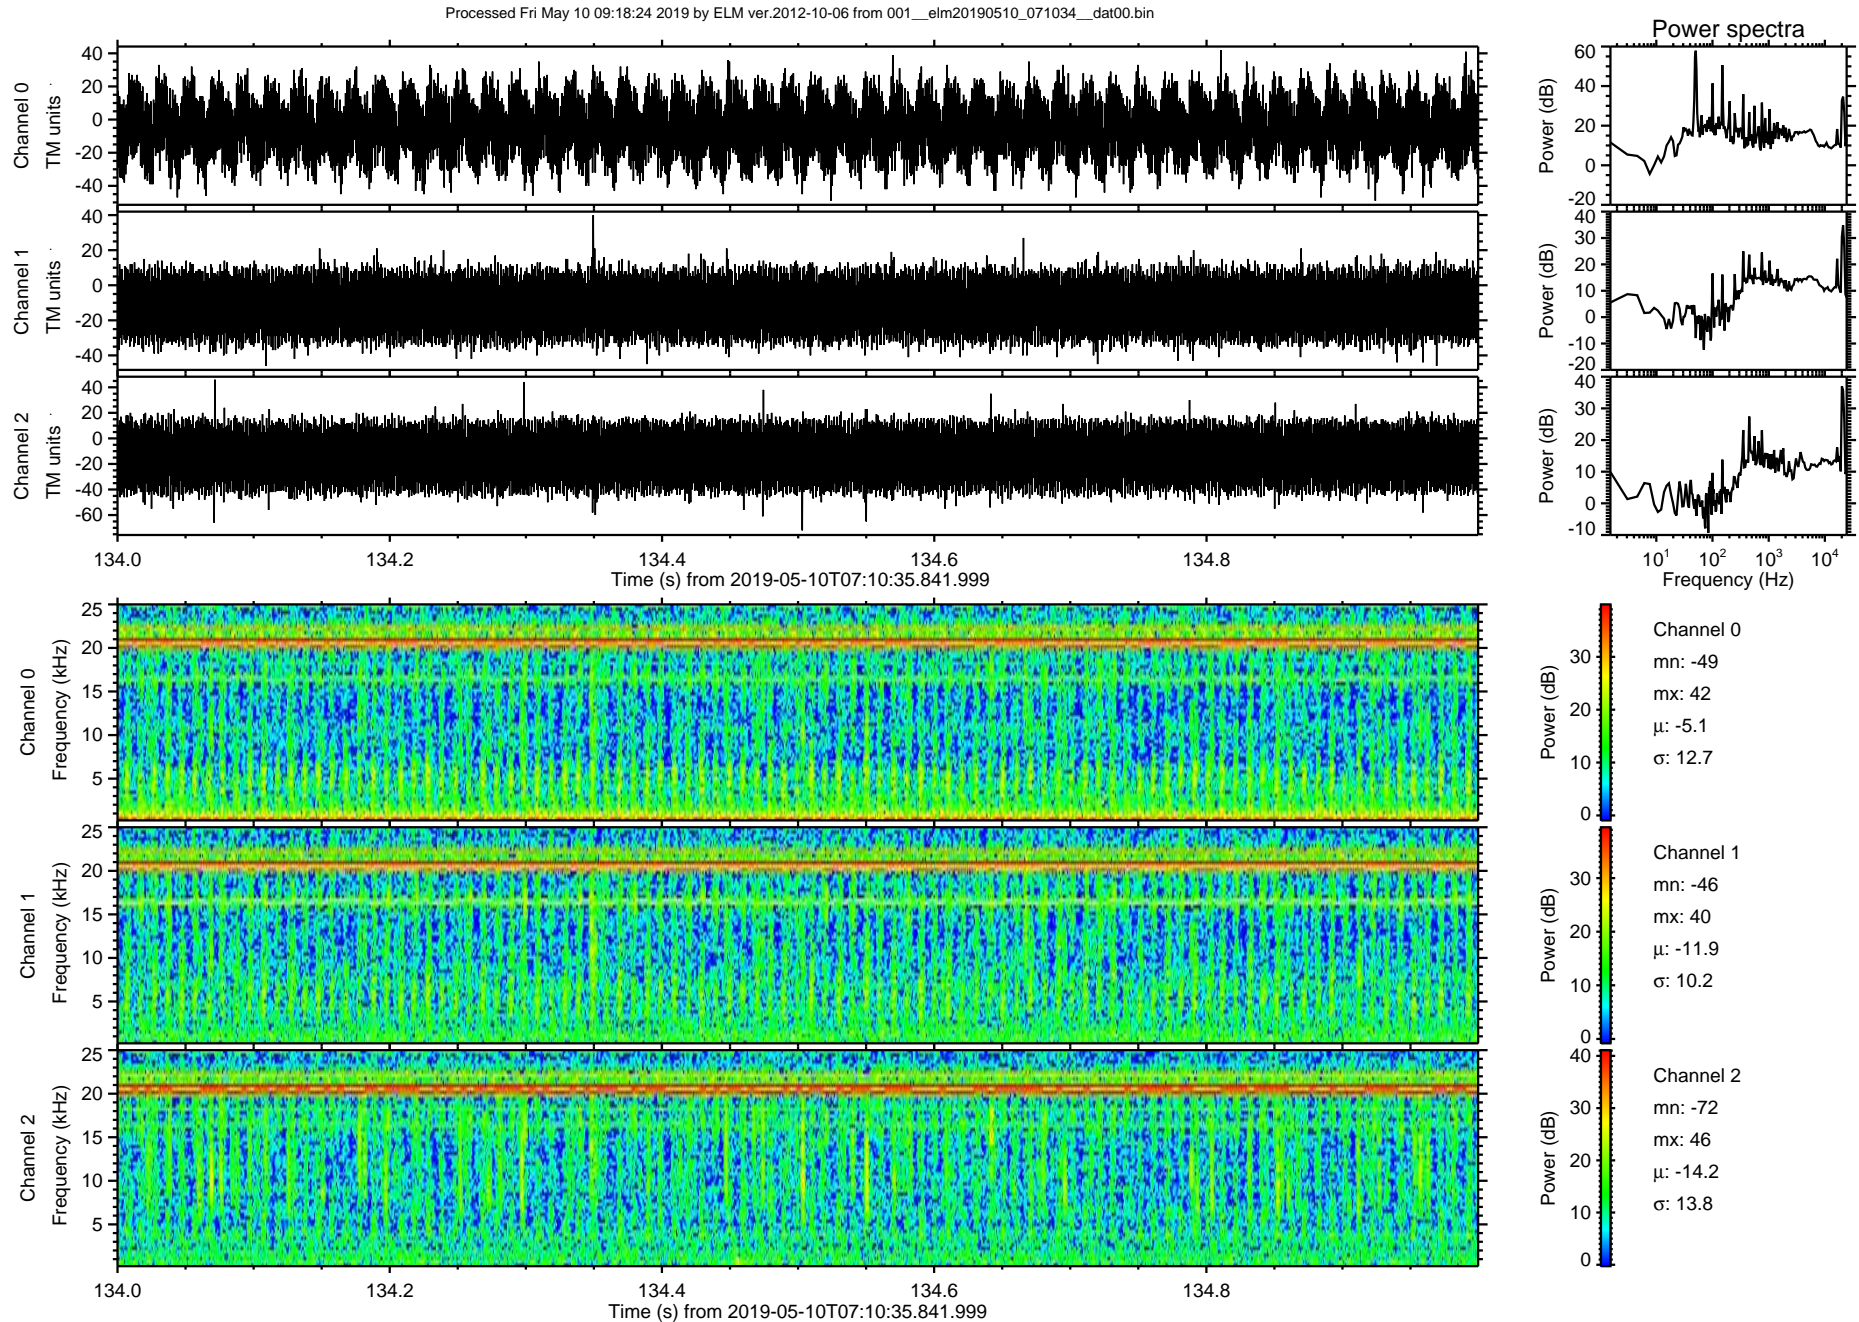 Processed Fri May 10 09:18:24 2019 by ELM ver.2012-10-06 from 001__elm20190510_071034__dat00.bin
Power spectra
Channel 0
TM units
40
20
0
-20
-40
Power (dB)
60
40
20
0
-20
Channel 1
TM units
40
20
0
-20
-40
Power (dB)
40
30
20
10
0
-10
-20
Channel 2
TM units
40
20
0
-20
-40
-60
Power (dB)
40
30
20
10
0
-10
134.0 134.2 134.4 134.6 134.8
Time (s) from 2019-05-10T07:10:35.841.999
10^1 10^2 10^3 10^4
Frequency (Hz)
Channel 0
Frequency (kHz)
25
20
15
10
5
Power (dB)
30
20
10
0
Channel 0
mn: -49
mx: 42
μ: -5.1
σ: 12.7
Channel 1
Frequency (kHz)
25
20
15
10
5
Power (dB)
30
20
10
0
Channel 1
mn: -46
mx: 40
μ: -11.9
σ: 10.2
Channel 2
Frequency (kHz)
25
20
15
10
5
Power (dB)
40
30
20
10
0
Channel 2
mn: -72
mx: 46
μ: -14.2
σ: 13.8
134.0 134.2 134.4 134.6 134.8
Time (s) from 2019-05-10T07:10:35.841.999